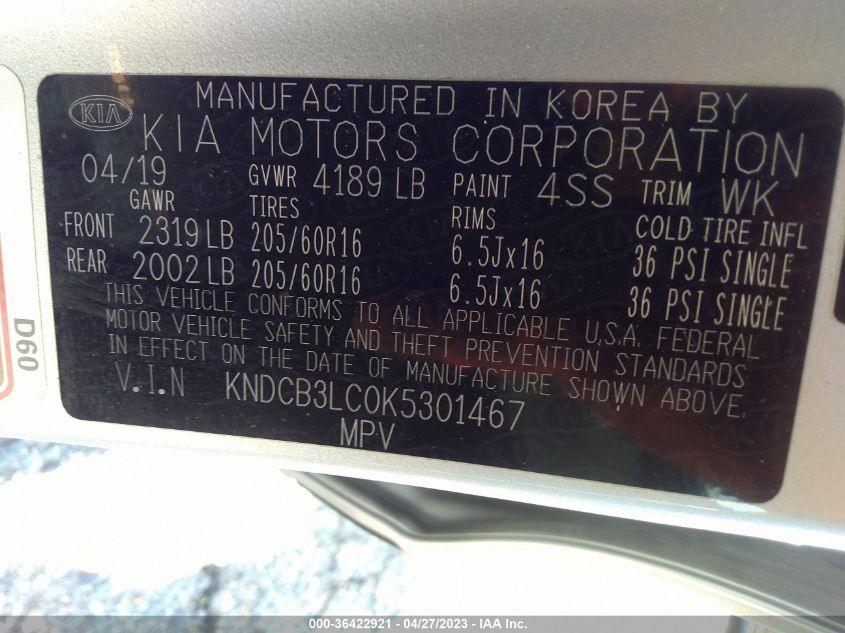 MANUFACTURED IN KOREA BY
KIA
KIA MOTORS CORPORATION
04/19 GVWR 4189 LB PAINT 4SS TRIM WK
GAWR TIRES RIMS COLD TIRE INFL
FRONT 2319 LB 205/60R16 6.5Jx16 36 PSI SINGLE
REAR 2002 LB 205/60R16 6.5Jx16 36 PSI SINGLE
THIS VEHICLE CONFORMS TO ALL APPLICABLE U.S.A. FEDERAL
MOTOR VEHICLE SAFETY AND THEFT PREVENTION STANDARDS
IN EFFECT ON THE DATE OF MANUFACTURE SHOWN ABOVE.
V.I.N KNDCB3LC0K5301467
MPV
D60
000-36422921 - 04/27/2023 - IAA Inc.